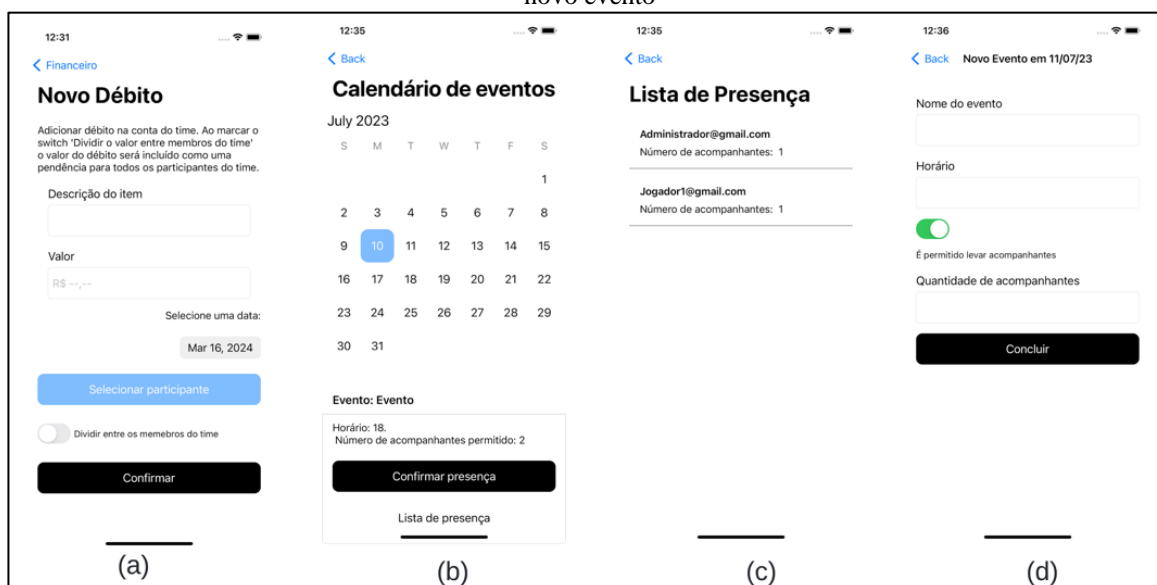 novo evento
12:31
Financeiro
Novo Débito
Adicionar débito na conta do time. Ao marcar o
switch 'Dividir o valor entre membros do time'
o valor do débito será incluído como uma
pendência para todos os participantes do time.
Descrição do item
Valor
R$ --,--
Selecione uma data:
Mar 16, 2024
Selecionar participante
Dividir entre os memebros do time
Confirmar
(a)
12:35
Back
Calendário de eventos
July 2023
S M T W T F S
1
2 3 4 5 6 7 8
9 10 11 12 13 14 15
16 17 18 19 20 21 22
23 24 25 26 27 28 29
30 31
Evento: Evento
Horário: 18.
Número de acompanhantes permitido: 2
Confirmar presença
Lista de presença
(b)
12:35
Back
Lista de Presença
Administrador@gmail.com
Número de acompanhantes: 1
Jogador1@gmail.com
Número de acompanhantes: 1
(c)
12:36
Back Novo Evento em 11/07/23
Nome do evento
Horário
É permitido levar acompanhantes
Quantidade de acompanhantes
Concluir
(d)